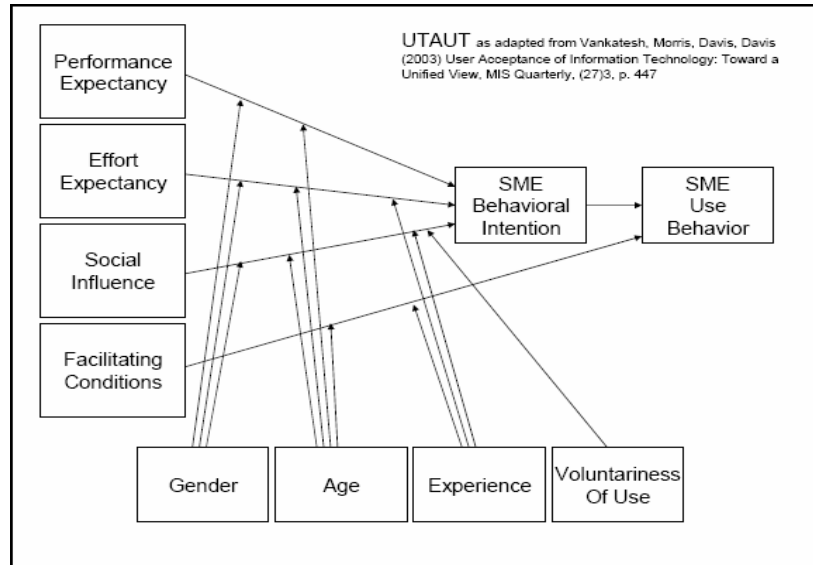 Performance
Expectancy
UTAUT as adapted from Vankatesh, Morris, Davis, Davis
(2003) User Acceptance of Information Technology: Toward a
Unified View, MIS Quarterly, (27)3, p. 447
Effort
Expectancy
SME
Behavioral
Intention
SME
Use
Behavior
Social
Influence
Facilitating
Conditions
Gender
Age
Experience
Voluntariness
Of Use